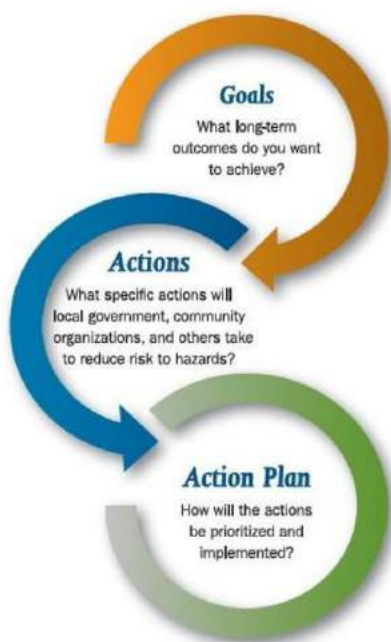 Goals
What long-term
outcomes do you want
to achieve?
Actions
What specific actions will
local government, community
organizations, and others take
to reduce risk to hazards?
Action Plan
How will the actions
be prioritized and
implemented?